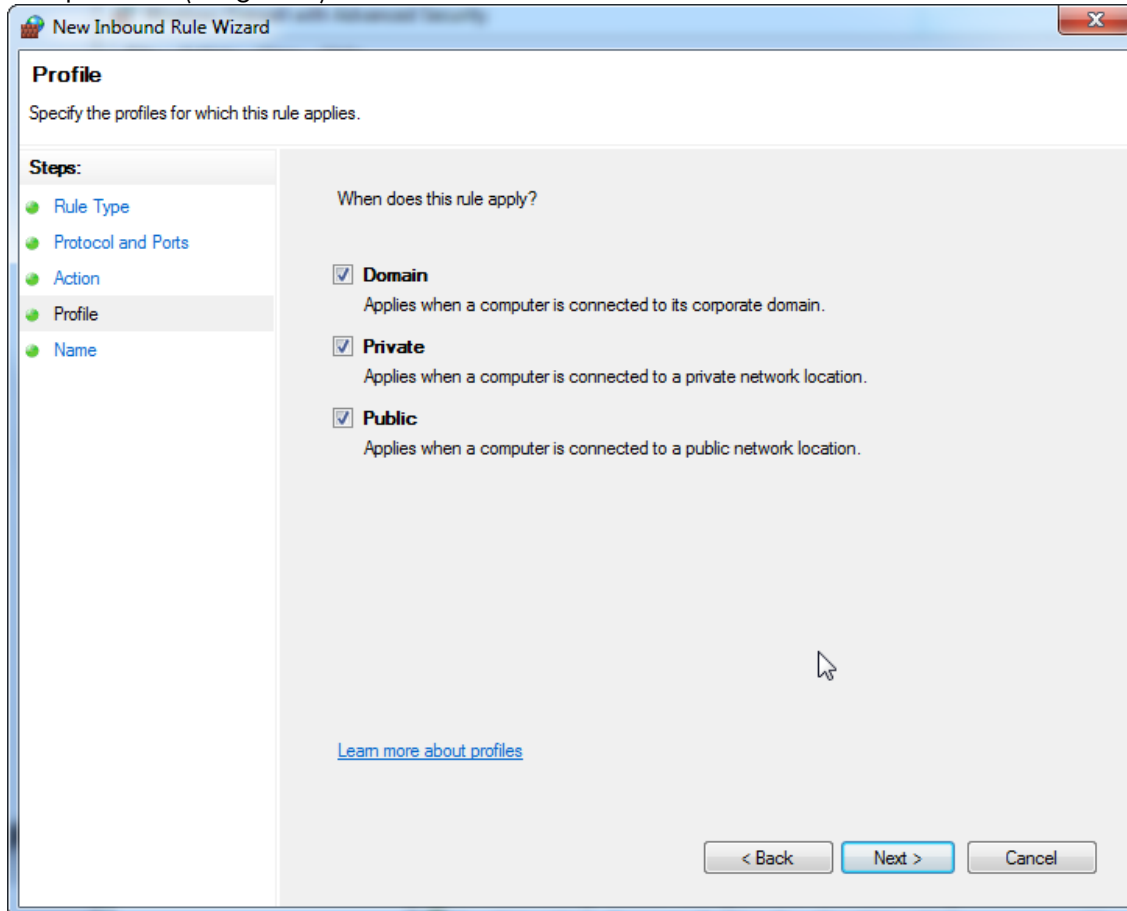 New Inbound Rule Wizard
Profile
Specify the profiles for which this rule applies.
Steps:
Rule Type
Protocol and Ports
Action
Profile
Name
When does this rule apply?
Domain
Applies when a computer is connected to its corporate domain.
Private
Applies when a computer is connected to a private network location.
Public
Applies when a computer is connected to a public network location.
Learn more about profiles
< Back
Next >
Cancel